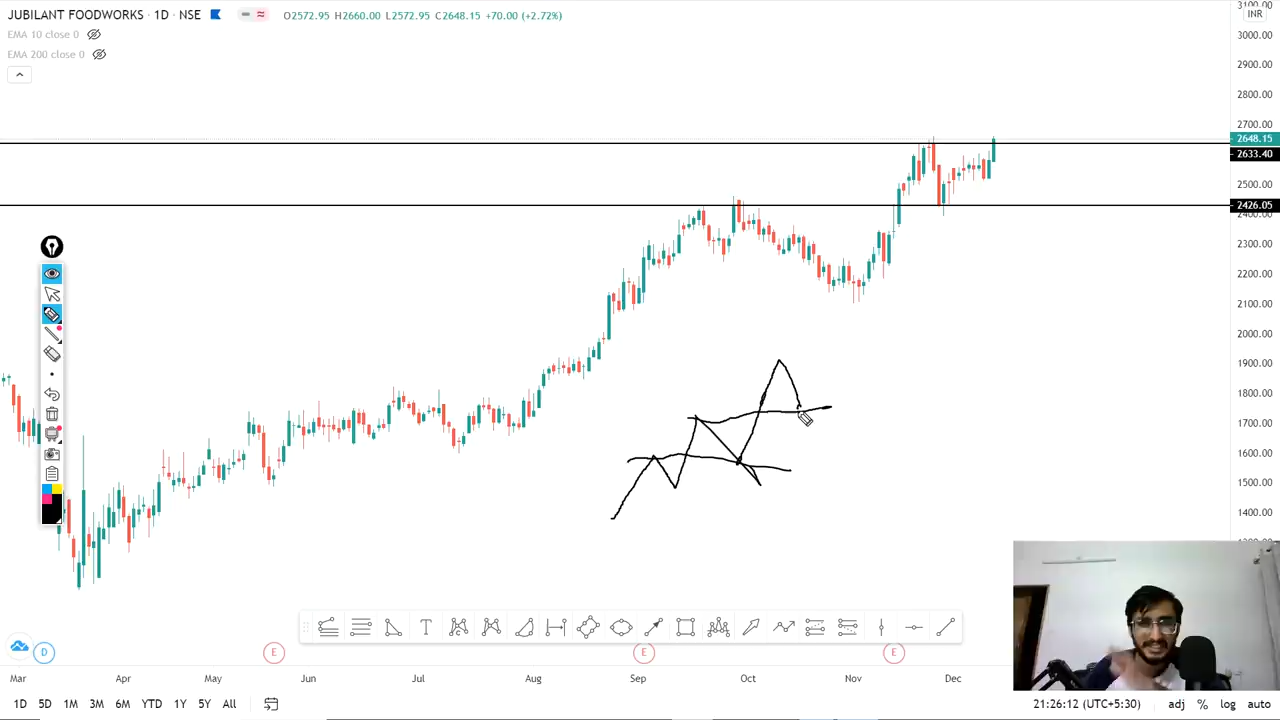 JUBILANT FOODWORKS · 1D · NSE O2572.95 H2660.00 L2572.95 C2648.15 +70.00 (+2.72%)
EMA 10 close 0
EMA 200 close 0
INR
3000.00
2900.00
2800.00
2700.00
2648.15
2633.40
2500.00
2426.05
2400.00
2300.00
2200.00
2100.00
2000.00
1900.00
1800.00
1700.00
1600.00
1500.00
1400.00
T
D E E E
Mar Apr May Jun Jul Aug Sep Oct Nov Dec
1D 5D 1M 3M 6M YTD 1Y 5Y All 21:26:12 (UTC+5:30) adj % log auto